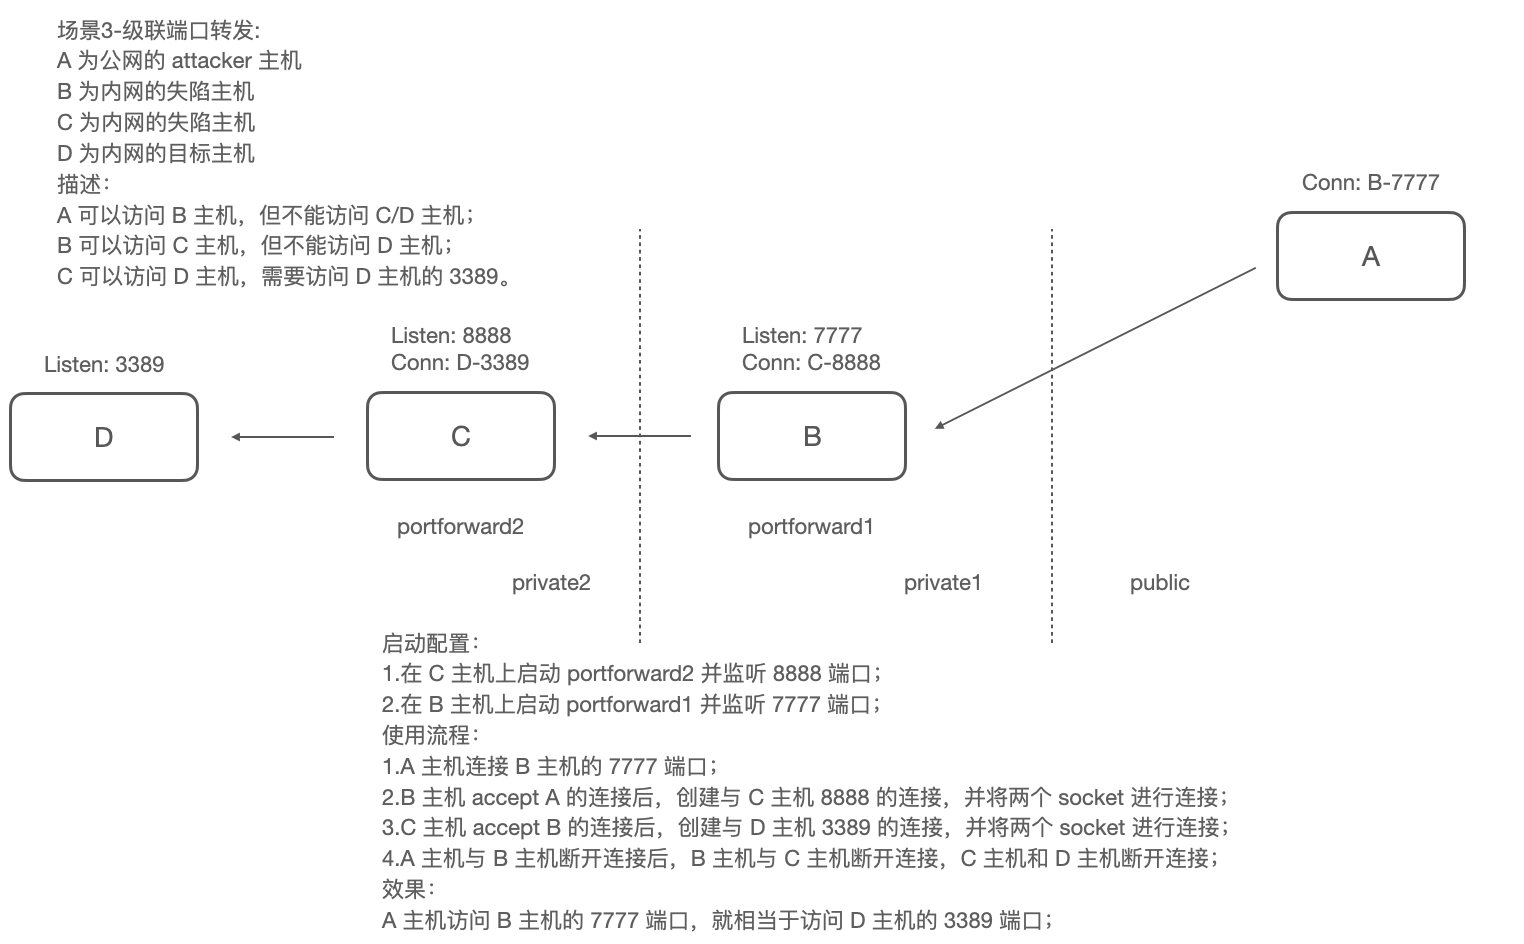 场景3-级联端口转发:
A 为公网的 attacker 主机
B 为内网的失陷主机
C 为内网的失陷主机
D 为内网的目标主机
描述：
A 可以访问 B 主机，但不能访问 C/D 主机；
B 可以访问 C 主机，但不能访问 D 主机；
C 可以访问 D 主机，需要访问 D 主机的 3389。
Conn: B-7777
A
Listen: 3389
D
Listen: 8888
Conn: D-3389
C
Listen: 7777
Conn: C-8888
B
portforward2
portforward1
private2
private1
public
启动配置：
1.在 C 主机上启动 portforward2 并监听 8888 端口；
2.在 B 主机上启动 portforward1 并监听 7777 端口；
使用流程：
1.A 主机连接 B 主机的 7777 端口；
2.B 主机 accept A 的连接后，创建与 C 主机 8888 的连接，并将两个 socket 进行连接；
3.C 主机 accept B 的连接后，创建与 D 主机 3389 的连接，并将两个 socket 进行连接；
4.A 主机与 B 主机断开连接后，B 主机与 C 主机断开连接，C 主机和 D 主机断开连接；
效果：
A 主机访问 B 主机的 7777 端口，就相当于访问 D 主机的 3389 端口；